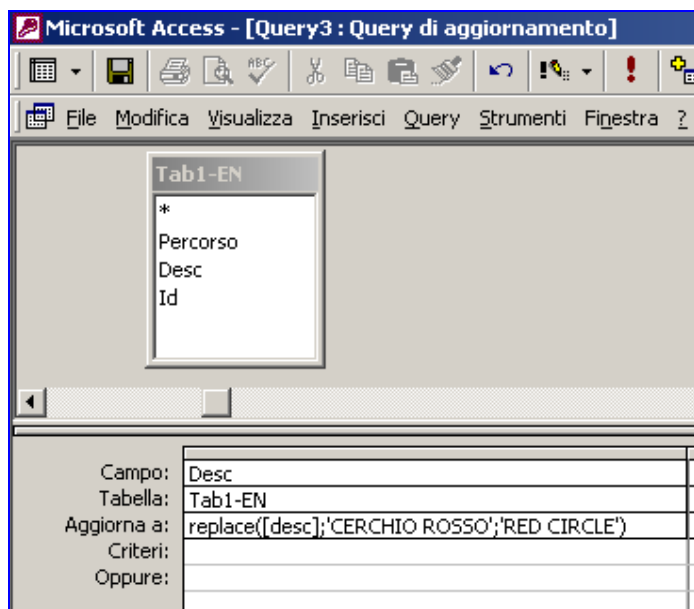 Microsoft Access - [Query3 : Query di aggiornamento]
ABC
File Modifica Visualizza Inserisci Query Strumenti Finestra ?
Tab1-EN
*
Percorso
Desc
Id
Campo: Desc
Tabella: Tab1-EN
Aggiorna a: replace([desc];'CERCHIO ROSSO';'RED CIRCLE')
Criteri:
Oppure: